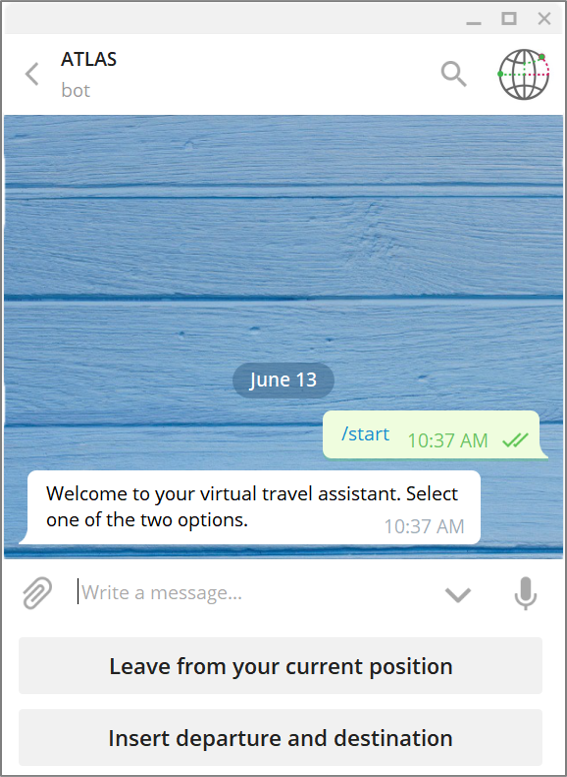 ATLAS
bot
June 13
/start
10:37 AM
Welcome to your virtual travel assistant. Select
one of the two options.
10:37 AM
Write a message...
Leave from your current position
Insert departure and destination